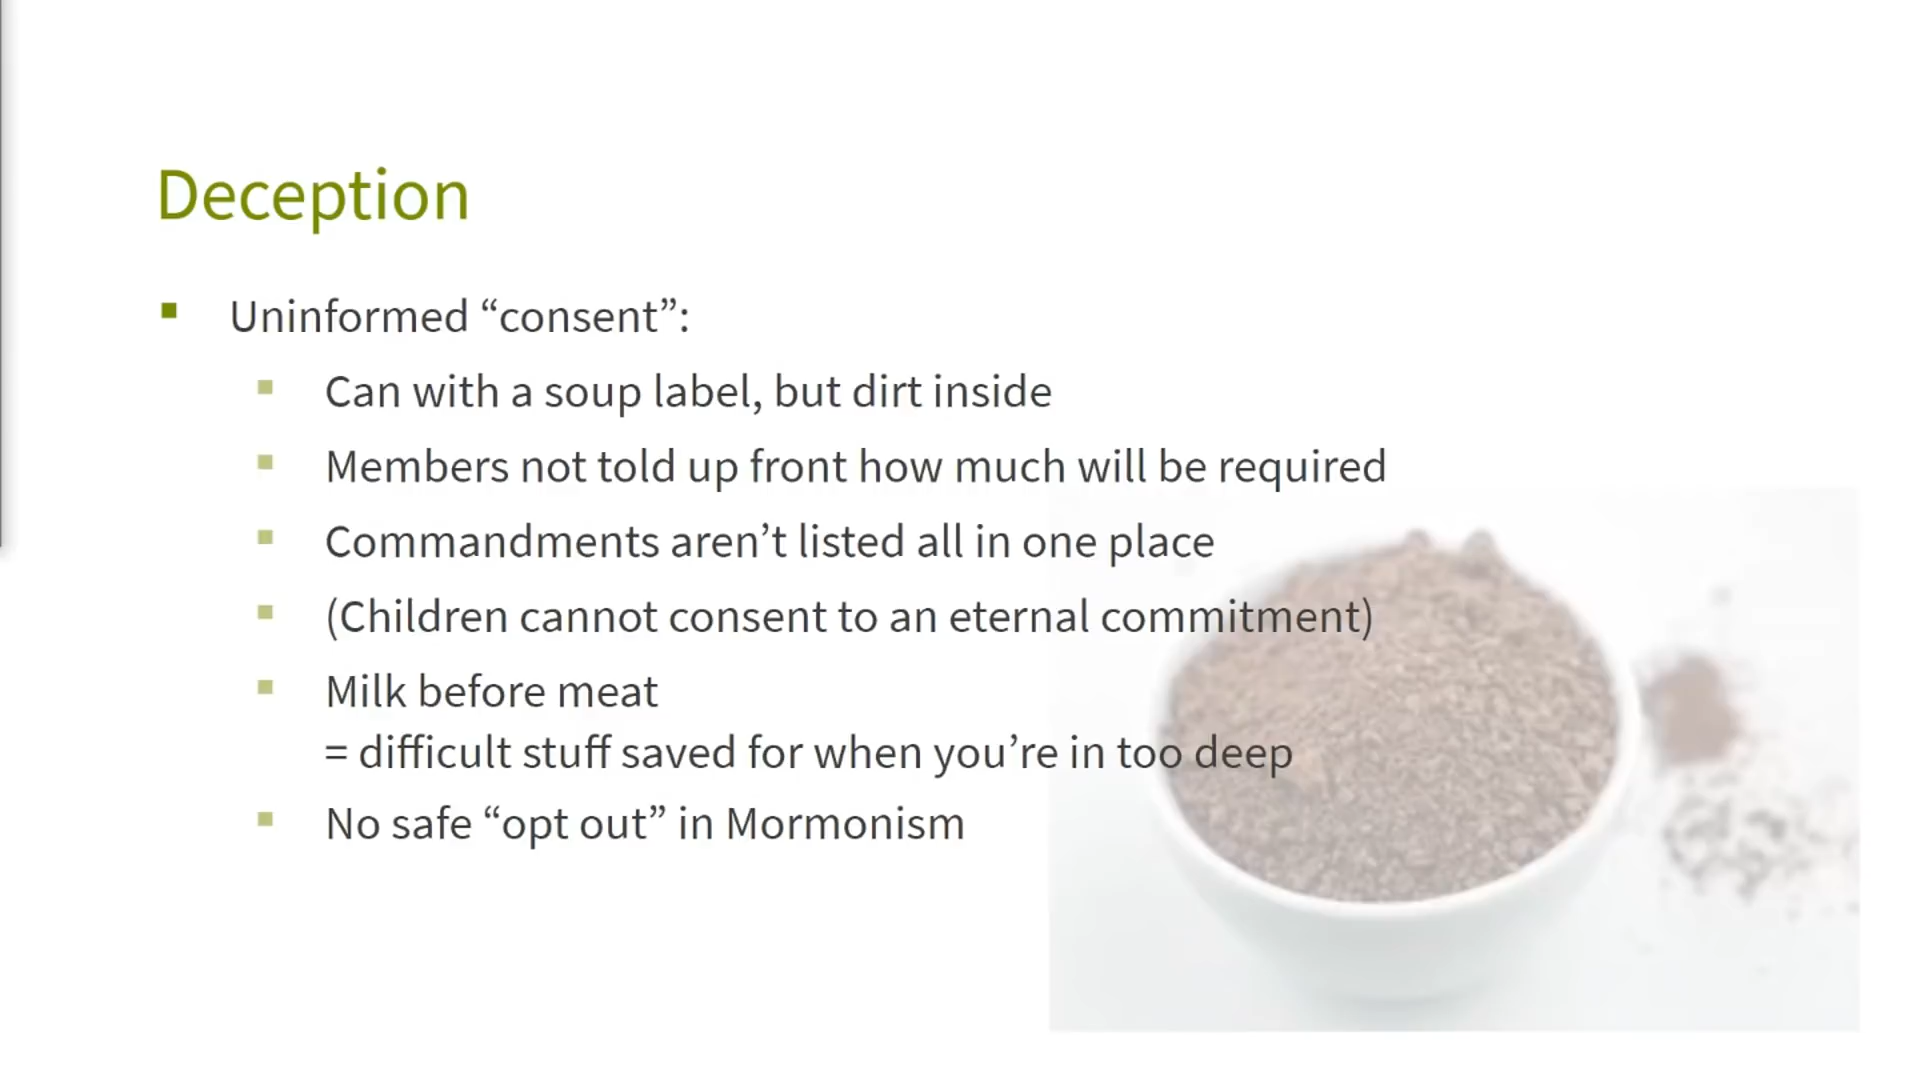 Deception
Uninformed “consent”:
Can with a soup label, but dirt inside
Members not told up front how much will be required
Commandments aren’t listed all in one place
(Children cannot consent to an eternal commitment)
Milk before meat
= difficult stuff saved for when you’re in too deep
No safe “opt out” in Mormonism